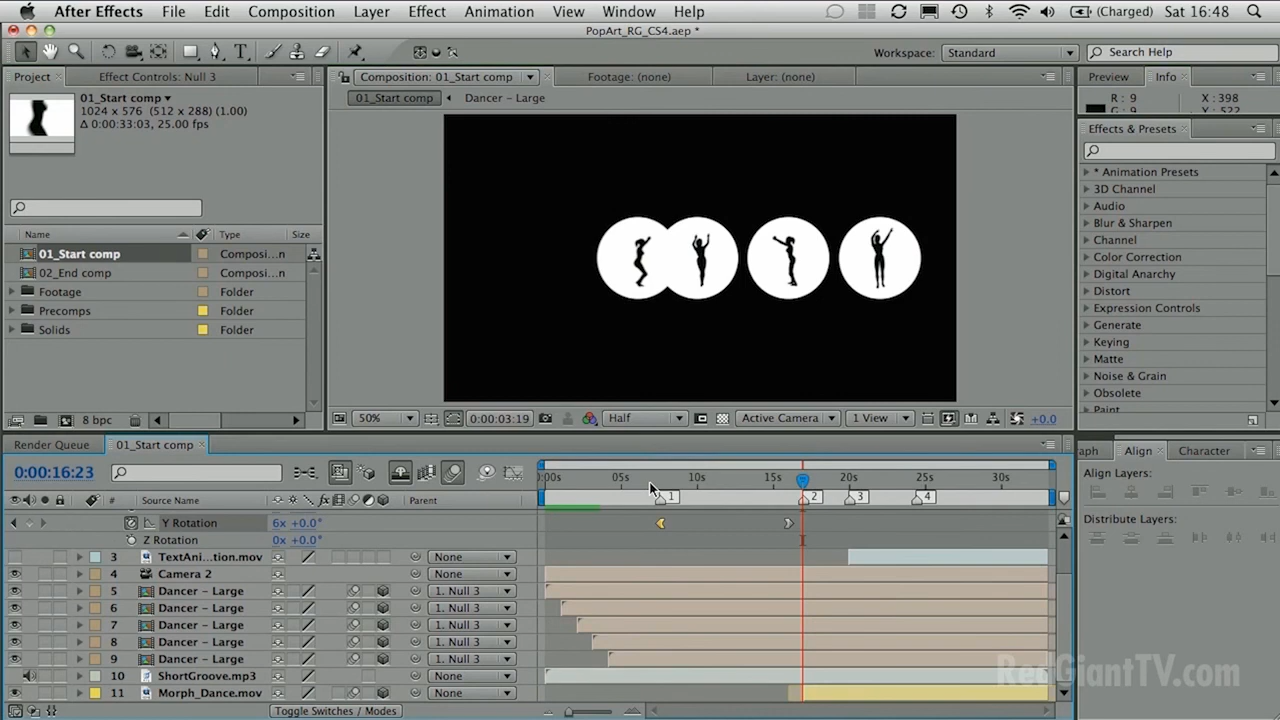 After Effects File Edit Composition Layer Effect Animation View Window Help (Charged) Sat 16:48
PopArt_RG_CS4.aep *
Workspace: Standard Search Help
Project × Effect Controls: Null 3 Composition: 01_Start comp Footage: (none) Layer: (none) Preview Info ×
01_Start comp ▾
1024 x 576 (512 x 288) (1.00)
Δ 0:00:33:03, 25.00 fps
01_Start comp Dancer – Large
R : 9 X : 398
G : 9 Y : 522
Effects & Presets ×
* Animation Presets
3D Channel
Audio
Blur & Sharpen
Channel
Color Correction
Digital Anarchy
Distort
Expression Controls
Generate
Keying
Matte
Noise & Grain
Obsolete
Paint
Name Type Size
01_Start comp Composi...n
02_End comp Composi...n
Footage Folder
Precomps Folder
Solids Folder
8 bpc
50% 0:00:03:19 Half Active Camera 1 View +0.0
Render Queue 01_Start comp × aph Align × Character
0:00:16:23
:00s 05s 10s 15s 20s 25s 30s
Align Layers:
Distribute Layers:
# Source Name Parent
1 2 3 4
Y Rotation 6x +0.0°
Z Rotation 0x +0.0°
3 TextAni...tion.mov None
4 Camera 2 None
5 Dancer – Large 1. Null 3
6 Dancer – Large 1. Null 3
7 Dancer – Large 1. Null 3
8 Dancer – Large 1. Null 3
9 Dancer – Large 1. Null 3
10 ShortGroove.mp3 None
11 Morph_Dance.mov None
Toggle Switches / Modes
RedGiantTV.com